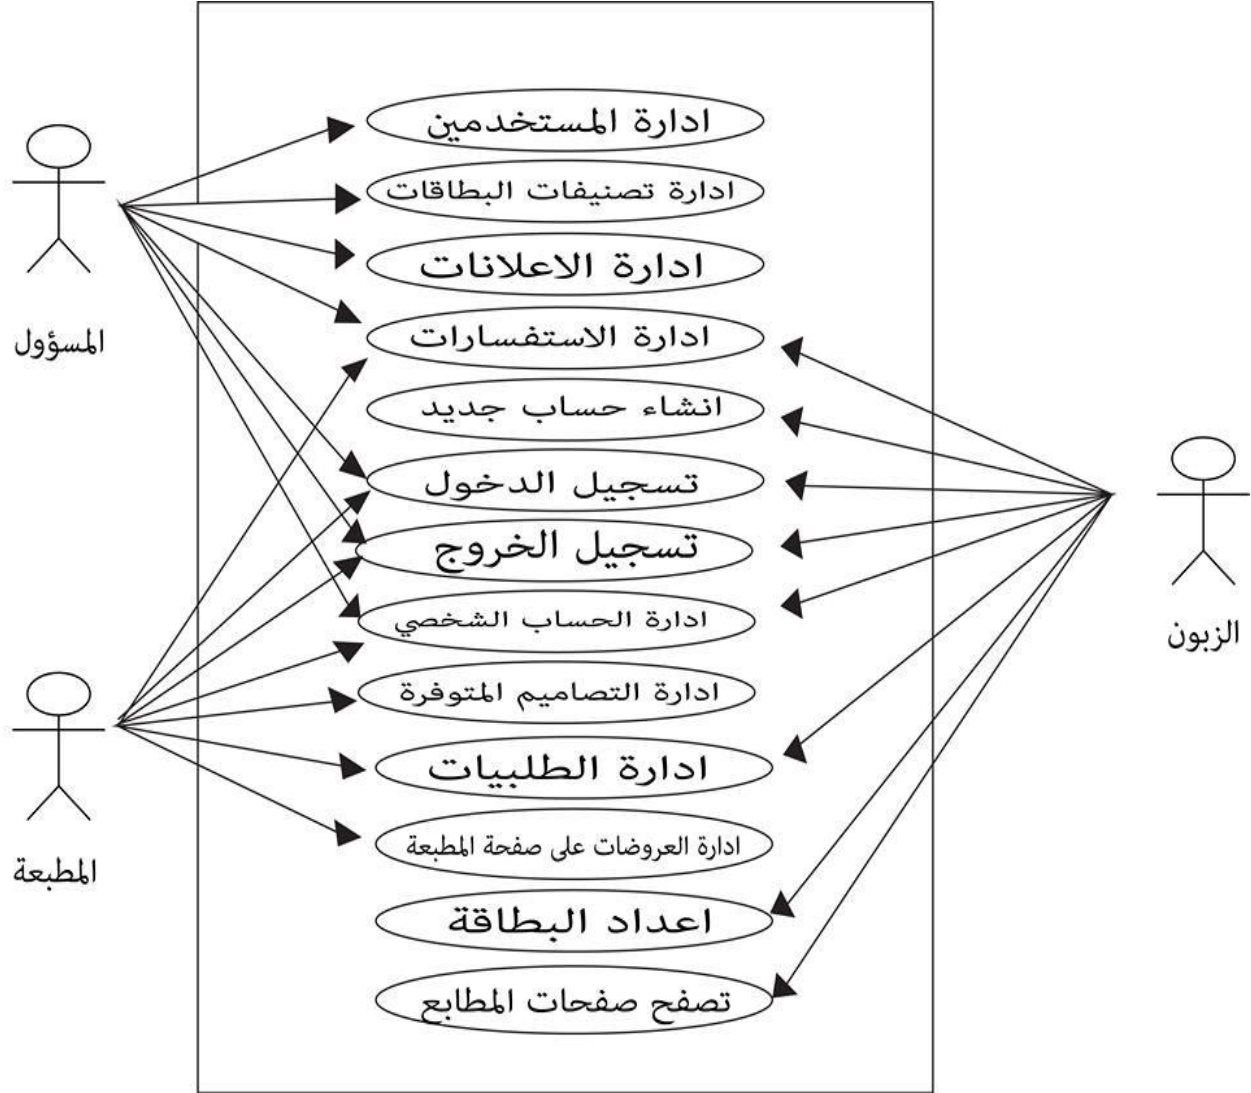 ادارة المستخدمين
ادارة تصنيفات البطاقات
ادارة الاعلانات
ادارة الاستفسارات
انشاء حساب جديد
تسجيل الدخول
تسجيل الخروج
ادارة الحساب الشخصي
ادارة التصاميم المتوفرة
ادارة الطلبيات
ادارة العروضات على صفحة المطبعة
اعداد البطاقة
تصفح صفحات المطابع
المسؤول
المطبعة
الزبون